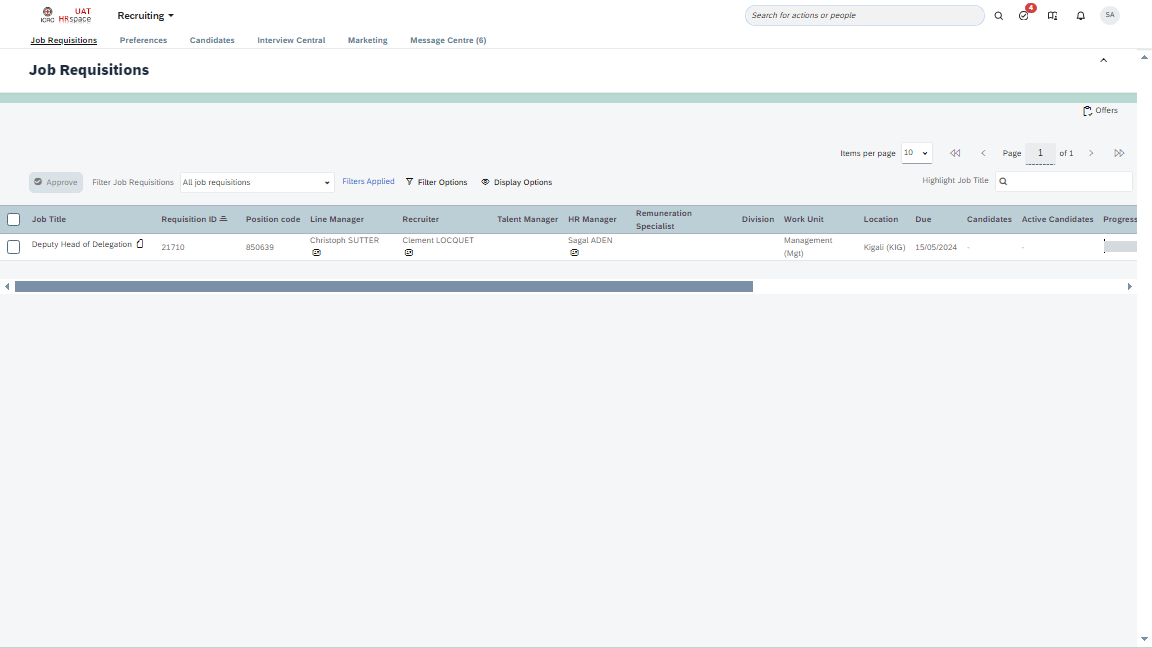 ICRC UAT HRspace
Recruiting
Search for actions or people
4
SA
Job Requisitions Preferences Candidates Interview Central Marketing Message Centre (6)
Job Requisitions
Offers
Items per page 10 Page 1 of 1
Approve Filter Job Requisitions All job requisitions Filters Applied Filter Options Display Options Highlight Job Title
Job Title Requisition ID Position code Line Manager Recruiter Talent Manager HR Manager Remuneration Specialist Division Work Unit Location Due Candidates Active Candidates Progress
Deputy Head of Delegation 21710 850639 Christoph SUTTER Clement LOCQUET Sagal ADEN Management (Mgt) Kigali (KIG) 15/05/2024 - -